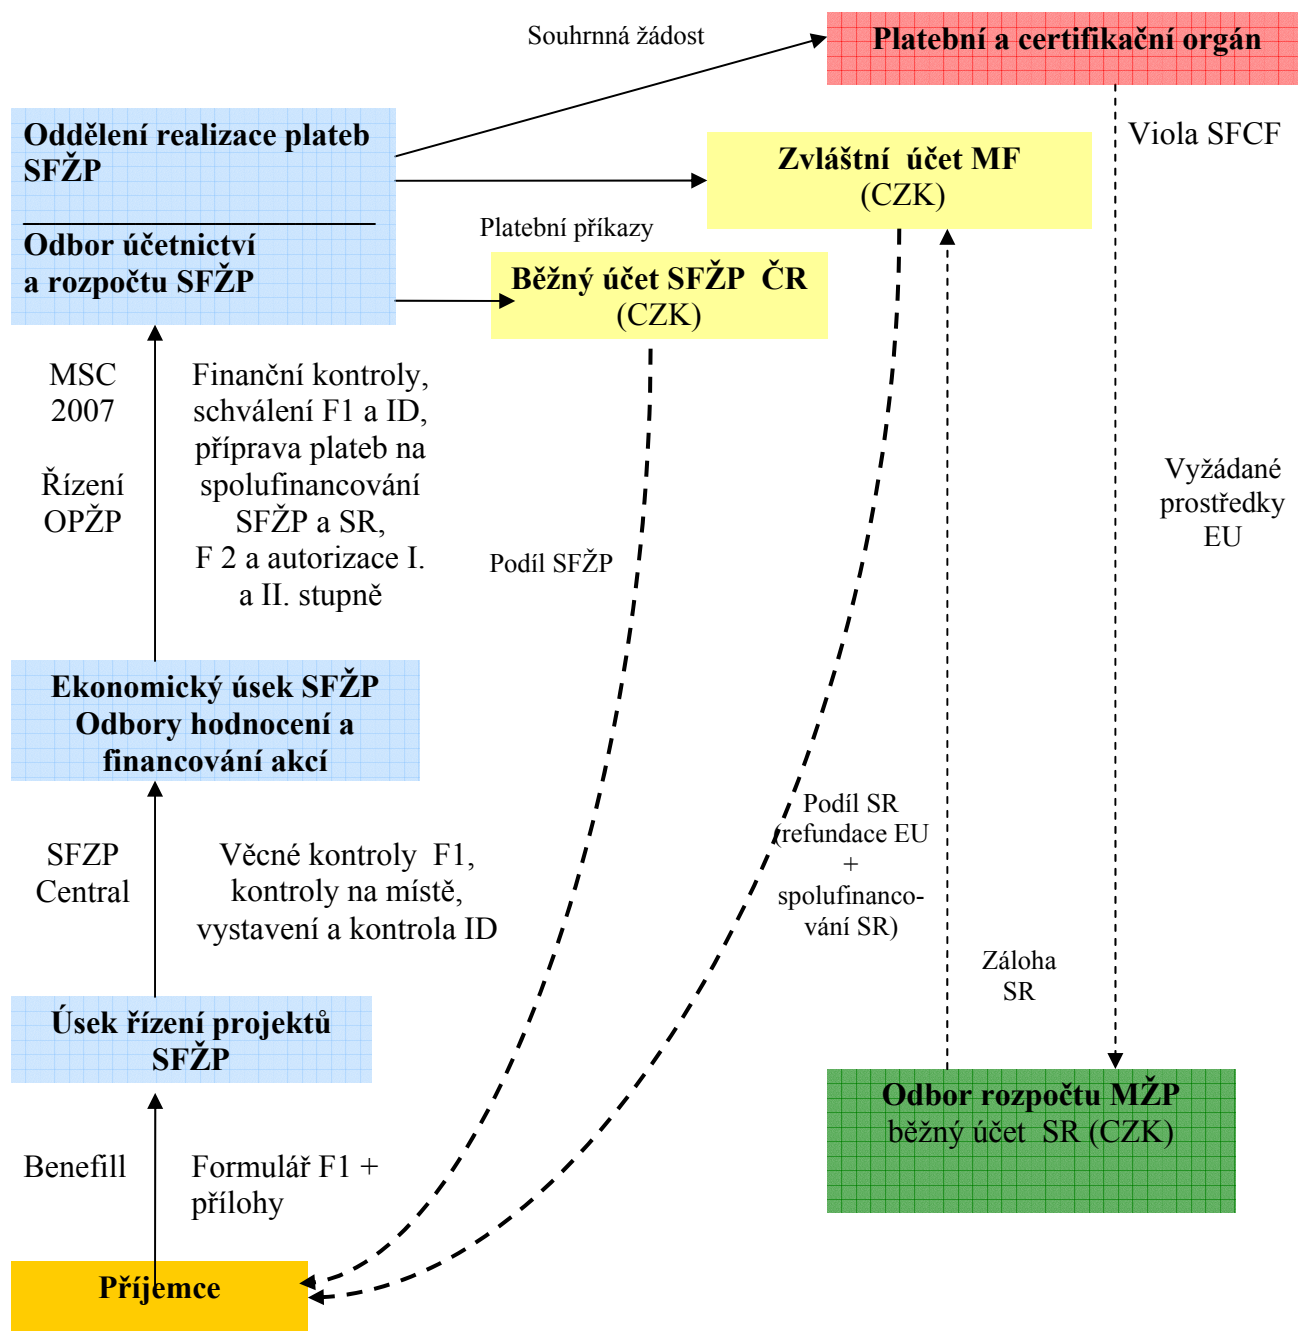 Souhrnná žádost
Platební a certifikační orgán
Oddělení realizace plateb
SFŽP
Odbor účetnictví
a rozpočtu SFŽP
Viola SFCF
Zvláštní účet MF
(CZK)
Platební příkazy
Běžný účet SFŽP ČR
(CZK)
MSC
2007
Řízení
OPŽP
Finanční kontroly,
schválení F1 a ID,
příprava plateb na
spolufinancování
SFŽP a SR,
F 2 a autorizace I.
a II. stupně
Podíl SFŽP
Vyžádané
prostředky
EU
Ekonomický úsek SFŽP
Odbory hodnocení a
financování akcí
SFZP
Central
Věcné kontroly F1,
kontroly na místě,
vystavení a kontrola ID
Podíl SR
(refundace EU
+
spolufinanco-
vání SR)
Záloha
SR
Úsek řízení projektů
SFŽP
Odbor rozpočtu MŽP
běžný účet SR (CZK)
Benefill
Formulář F1 +
přílohy
Příjemce